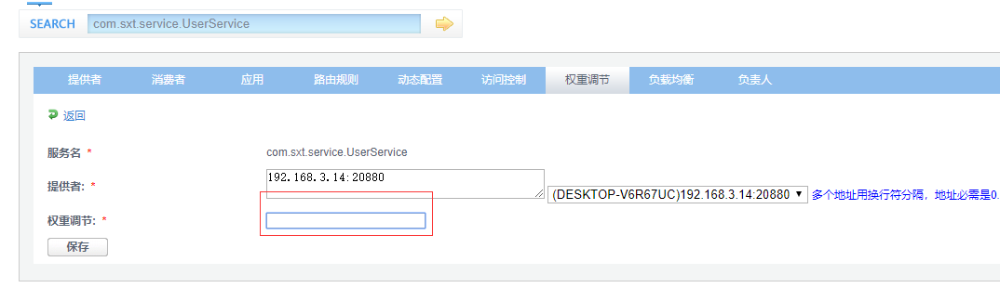 SEARCH com.sxt.service.UserService
提供者 消费者 应用 路由规则 动态配置 访问控制 权重调节 负载均衡 负责人
返回
服务名 * com.sxt.service.UserService
提供者: * 192.168.3.14:20880 (DESKTOP-V6R67UC)192.168.3.14:20880 多个地址用换行符分隔，地址必需是0.
权重调节: *
保存